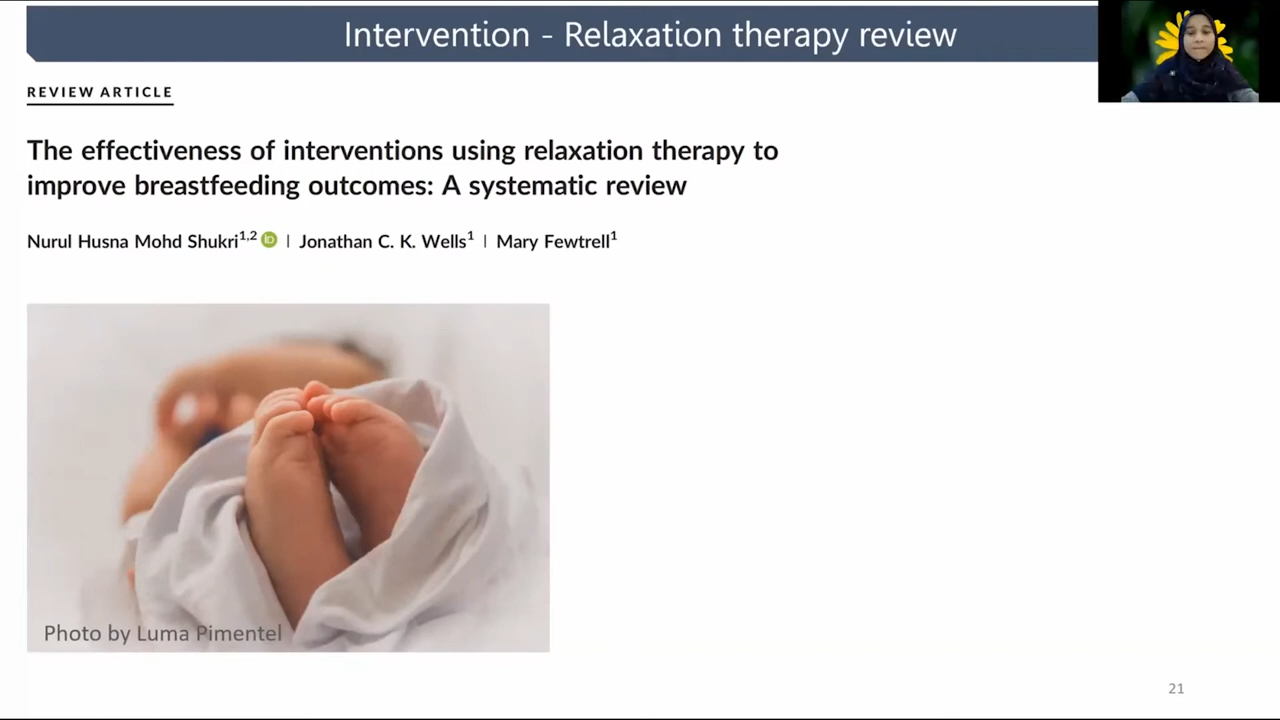 Intervention - Relaxation therapy review
REVIEW ARTICLE
The effectiveness of interventions using relaxation therapy to
improve breastfeeding outcomes: A systematic review
Nurul Husna Mohd Shukri1,2 iD | Jonathan C. K. Wells1 | Mary Fewtrell1
Photo by Luma Pimentel
21